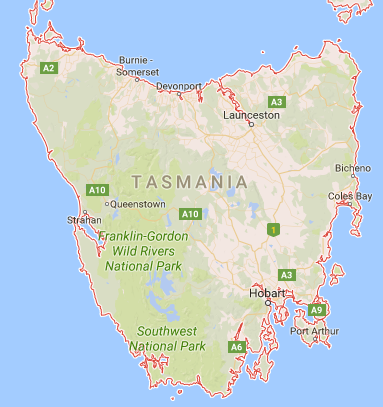 Burnie -
Somerset
A2
Devonport
A3
Launceston
Bicheno
TASMANIA
A10
Queenstown
Coles Bay
A10
Strahan
1
Franklin-Gordon
Wild Rivers
National Park
A3
Hobart
A9
Southwest
National Park
Port Arthur
A6